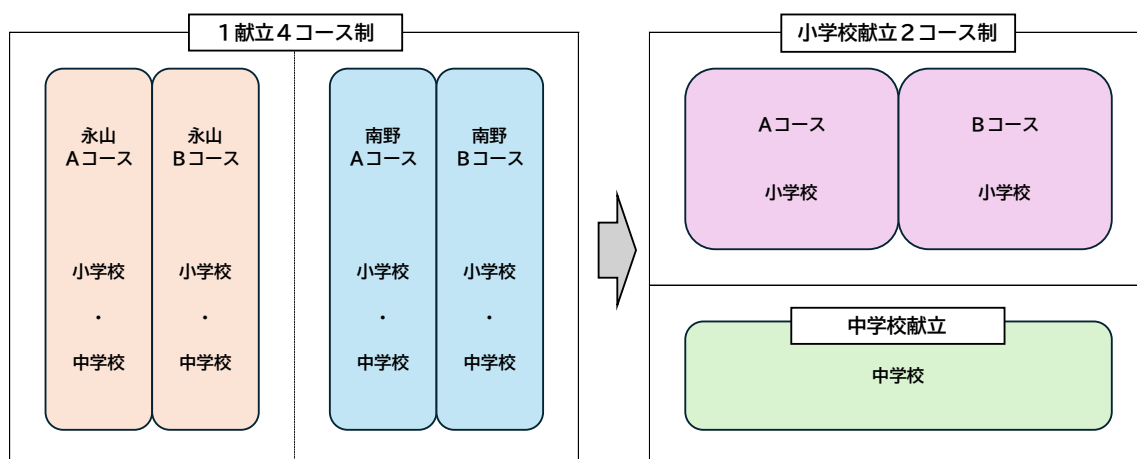 1献立4コース制
永山
Aコース
小学校
・
中学校
永山
Bコース
小学校
・
中学校
南野
Aコース
小学校
・
中学校
南野
Bコース
小学校
・
中学校
小学校献立2コース制
Aコース
小学校
Bコース
小学校
中学校献立
中学校